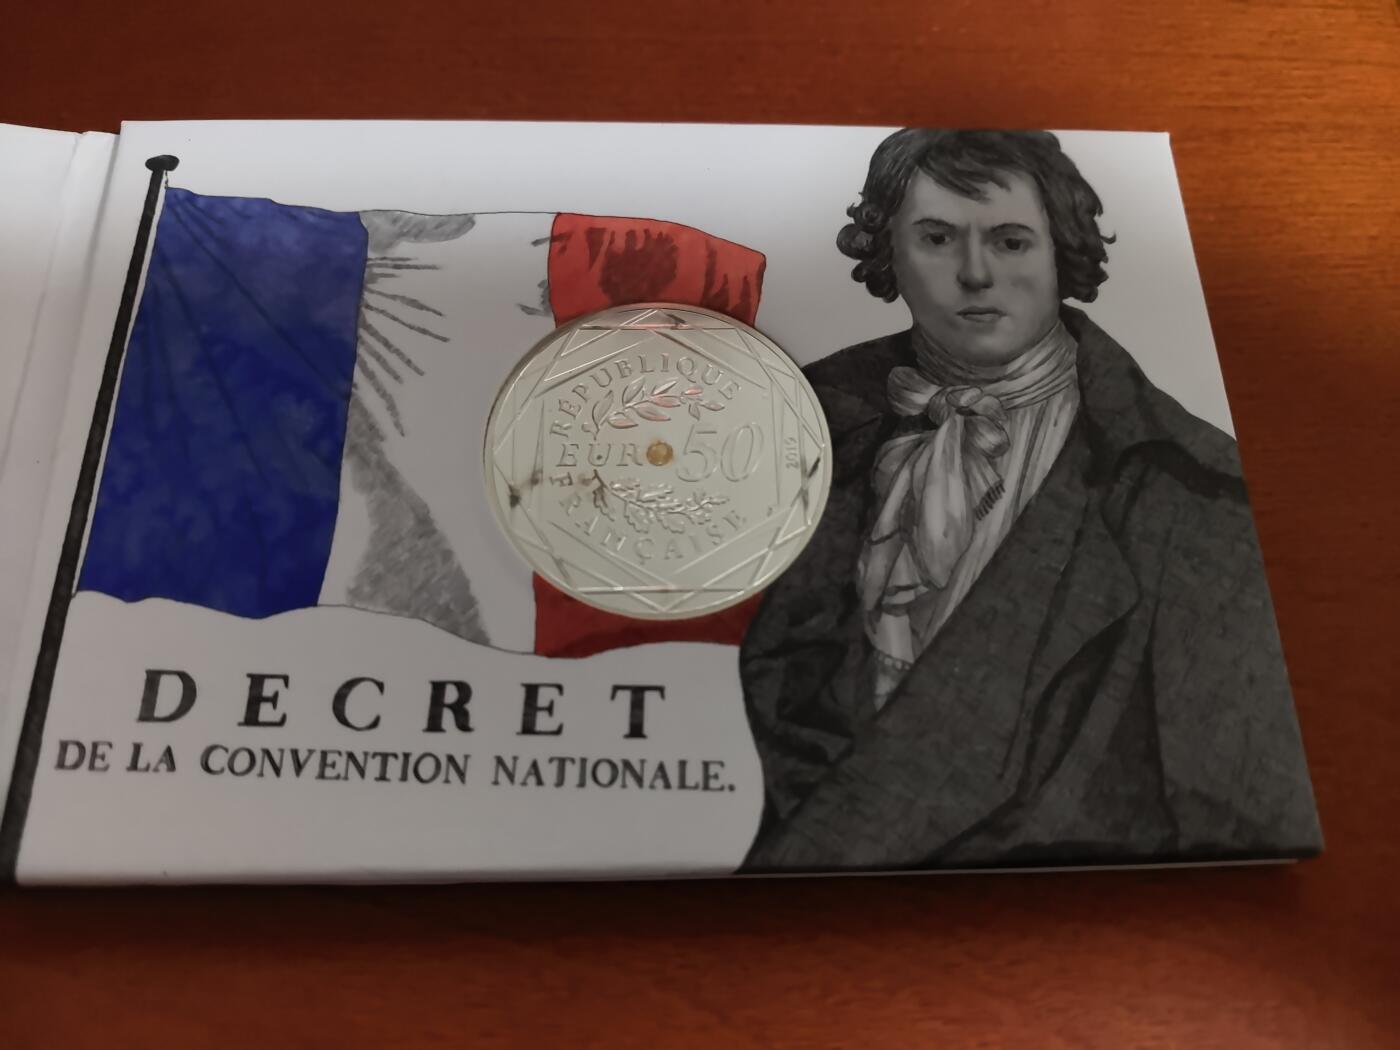 RÉPUBLIQUE
EURO 50
2019
FRANÇAISE
DECRET
DE LA CONVENTION NATIONALE.